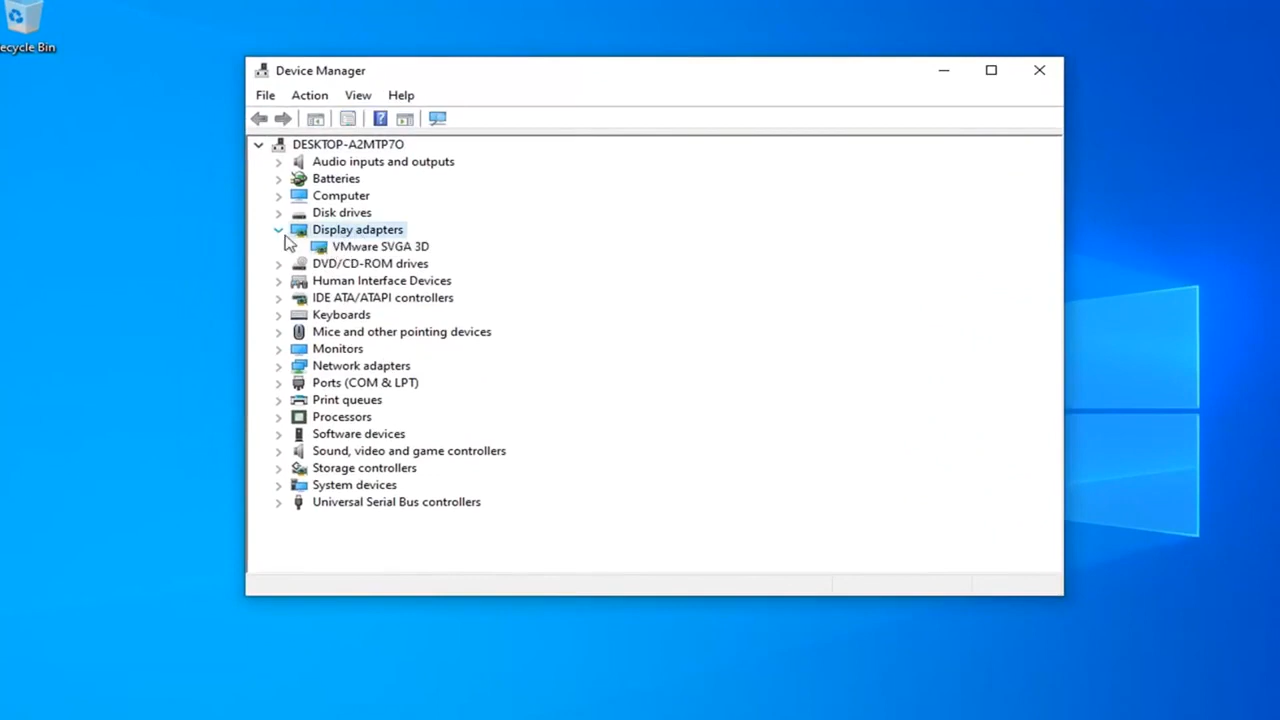 ecycle Bin
Device Manager
File Action View Help
DESKTOP-A2MTP7O
Audio inputs and outputs
Batteries
Computer
Disk drives
Display adapters
VMware SVGA 3D
DVD/CD-ROM drives
Human Interface Devices
IDE ATA/ATAPI controllers
Keyboards
Mice and other pointing devices
Monitors
Network adapters
Ports (COM & LPT)
Print queues
Processors
Software devices
Sound, video and game controllers
Storage controllers
System devices
Universal Serial Bus controllers